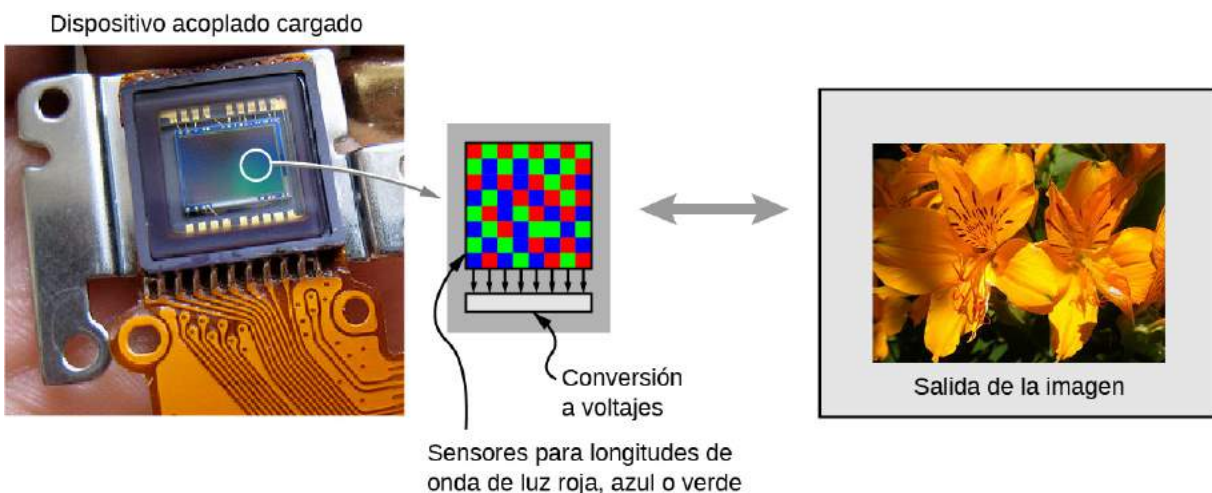 Dispositivo acoplado cargado
Conversión
a voltajes
Sensores para longitudes de
onda de luz roja, azul o verde
Salida de la imagen